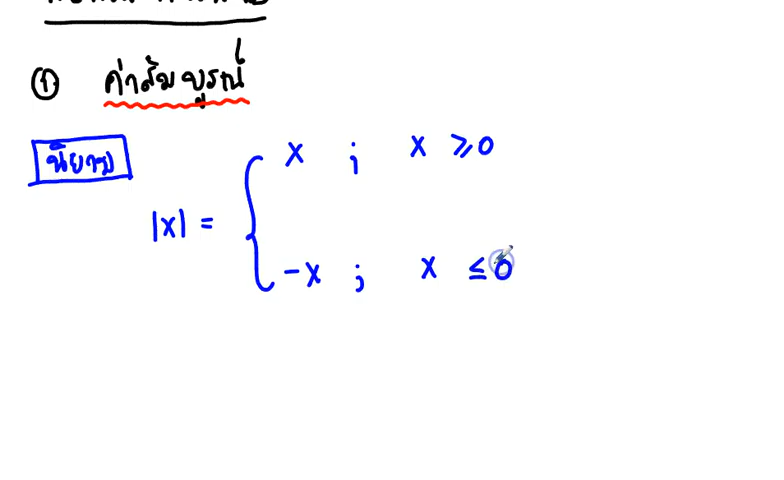 ① ค่าสัมบูรณ์
นิยาม
x ; x ≥ 0
|x| = {
-x ; x ≤ 0